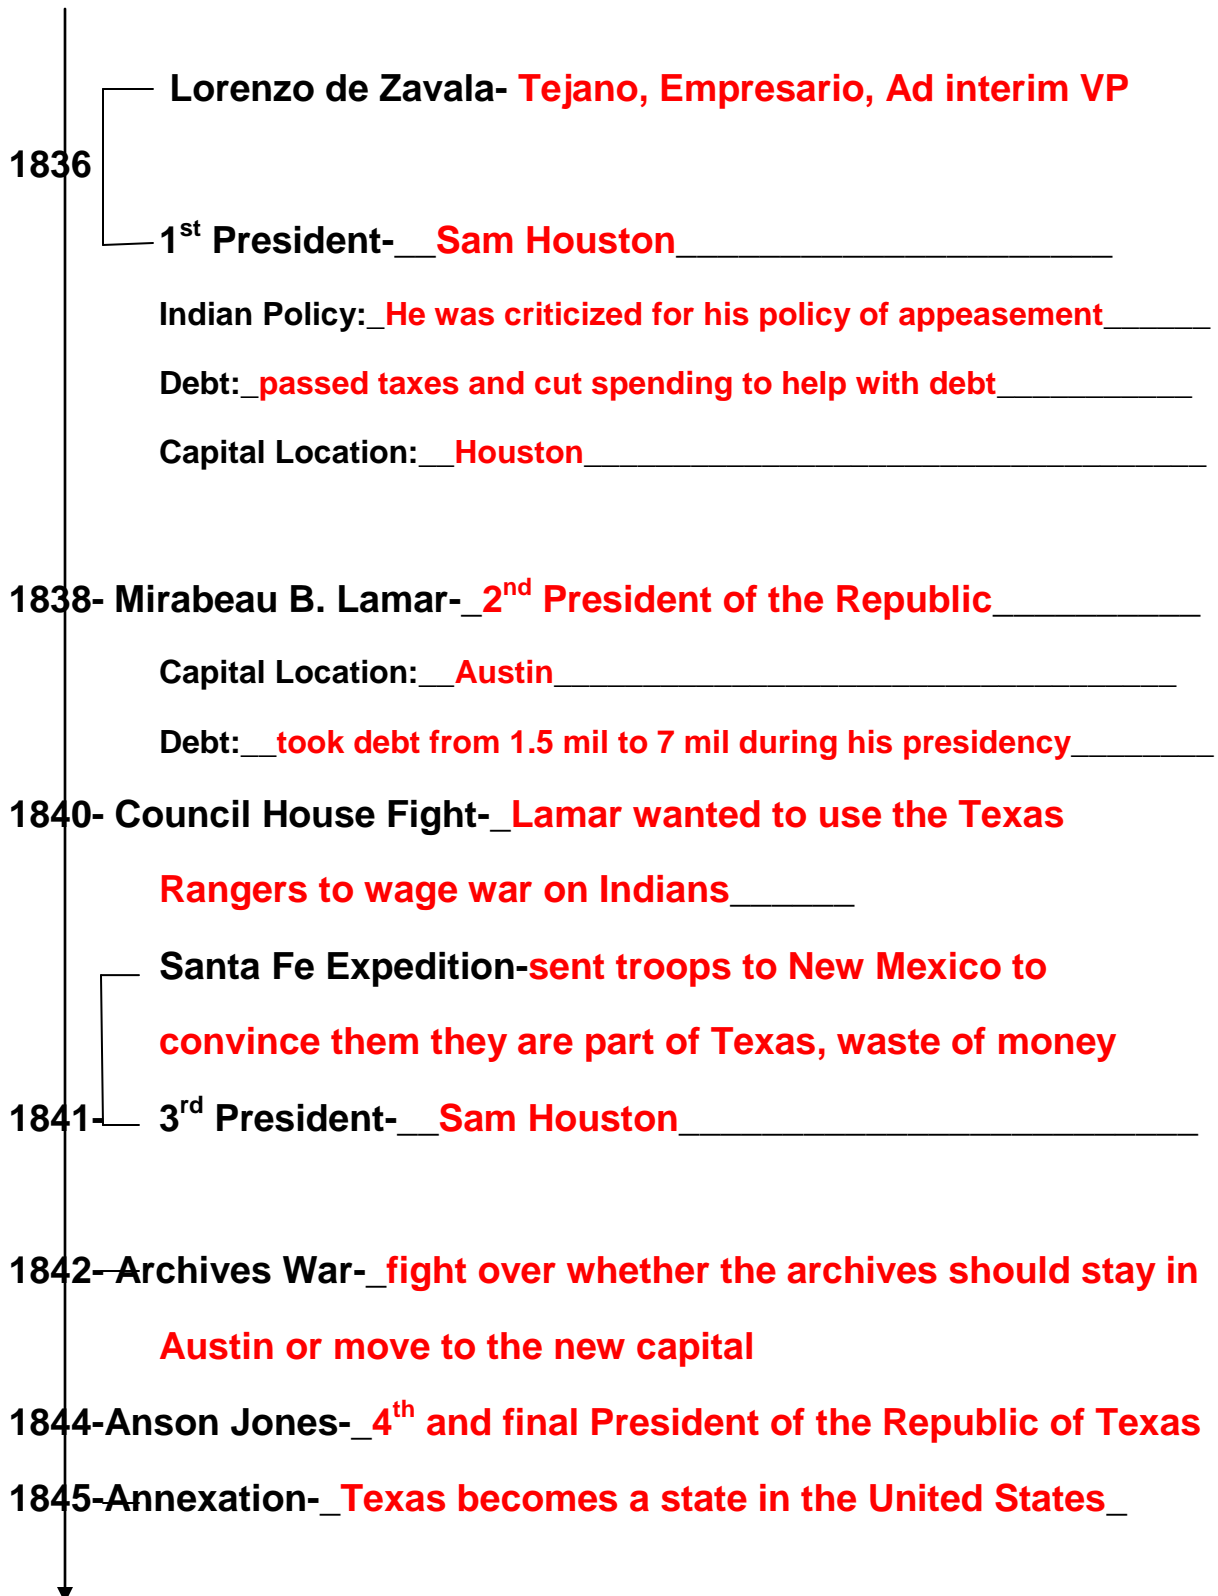 Lorenzo de Zavala- Tejano, Empresario, Ad interim VP
1836
1st President-__Sam Houston_____________________
Indian Policy:_He was criticized for his policy of appeasement______
Debt:_passed taxes and cut spending to help with debt___________
Capital Location:__Houston___________________________________
1838- Mirabeau B. Lamar-_2nd President of the Republic__________
Capital Location:__Austin___________________________________
Debt:__took debt from 1.5 mil to 7 mil during his presidency________
1840- Council House Fight-_Lamar wanted to use the Texas
Rangers to wage war on Indians______
Santa Fe Expedition-sent troops to New Mexico to
convince them they are part of Texas, waste of money
1841- 3rd President-__Sam Houston_________________________
1842- Archives War-_fight over whether the archives should stay in
Austin or move to the new capital
1844-Anson Jones-_4th and final President of the Republic of Texas
1845-Annexation-_Texas becomes a state in the United States_